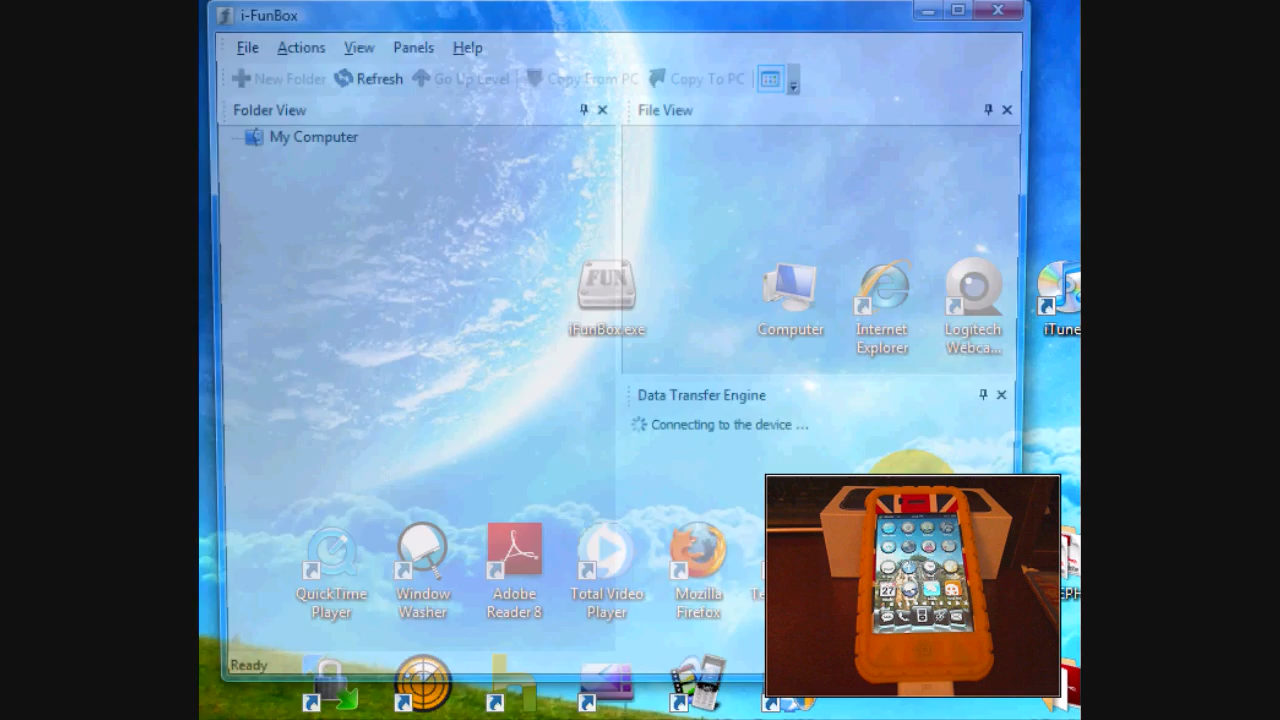 i-FunBox
File Actions View Panels Help
New Folder Refresh Go Up Level Copy From PC Copy To PC
Folder View
File View
My Computer
FUN
iFunBox.exe
Computer
Internet Explorer
Logitech Webca...
iTune
Data Transfer Engine
Connecting to the device ...
QuickTime Player
Window Washer
Adobe Reader 8
Total Video Player
Mozilla Firefox
Ready
27